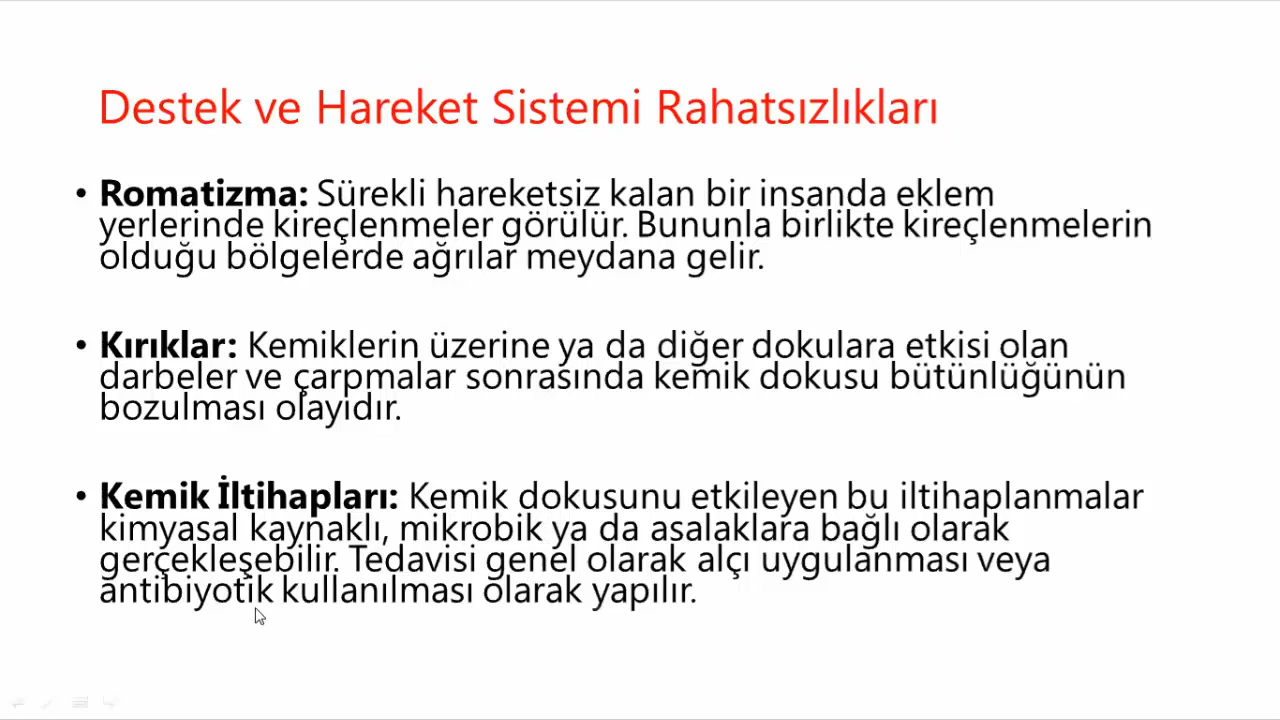 Destek ve Hareket Sistemi Rahatsızlıkları
• Romatizma: Sürekli hareketsiz kalan bir insanda eklem
yerlerinde kireçlenmeler görülür. Bununla birlikte kireçlenmelerin
olduğu bölgelerde ağrılar meydana gelir.
• Kırıklar: Kemiklerin üzerine ya da diğer dokulara etkisi olan
darbeler ve çarpmalar sonrasında kemik dokusu bütünlüğünün
bozulması olayıdır.
• Kemik İltihapları: Kemik dokusunu etkileyen bu iltihaplanmalar
kimyasal kaynaklı, mikrobik ya da asalaklara bağlı olarak
gerçekleşebilir. Tedavisi genel olarak alçı uygulanması veya
antibiyotik kullanılması olarak yapılır.